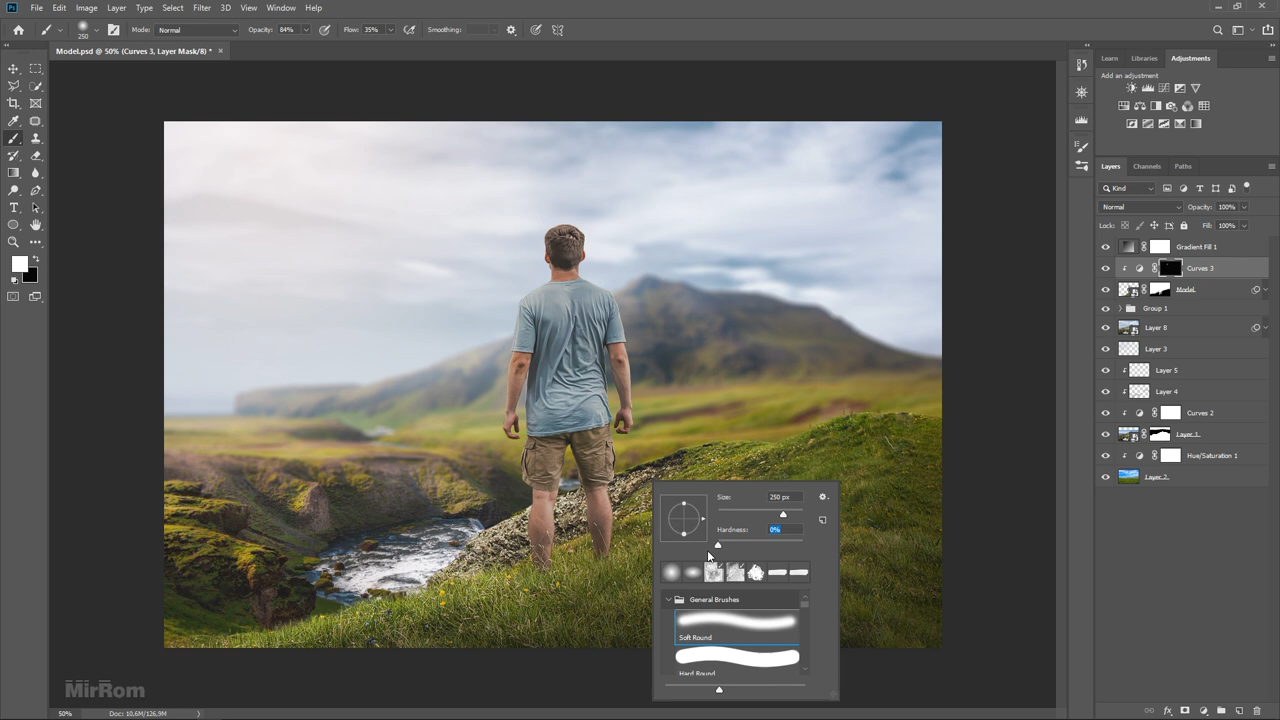 Ps File Edit Image Layer Type Select Filter 3D View Window Help
250 Mode: Normal Opacity: 84% Flow: 35% Smoothing:
Model.psd @ 50% (Curves 3, Layer Mask/8) * ×
Learn Libraries Adjustments
Add an adjustment
Layers Channels Paths
Kind
Normal Opacity: 100%
Lock: Fill: 100%
Gradient Fill 1
Curves 3
Model
Group 1
Layer 8
Layer 3
Layer 5
Layer 4
Curves 2
Layer 1
Hue/Saturation 1
Layer 2
Size: 250 px
Hardness: 0%
General Brushes
Soft Round
Hard Round
MirRom
50% Doc: 10,6M/126,9M